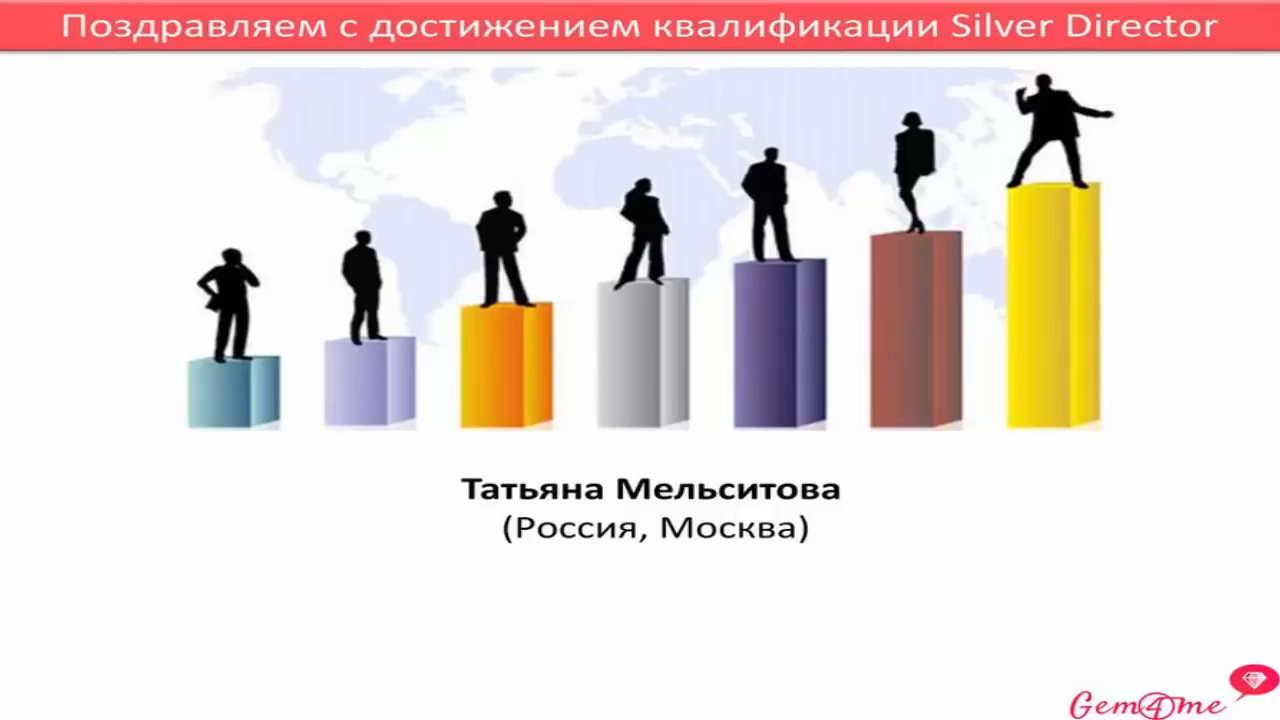 Поздравляем с достижением квалификации Silver Director
Татьяна Мельситова
(Россия, Москва)
Gem4me